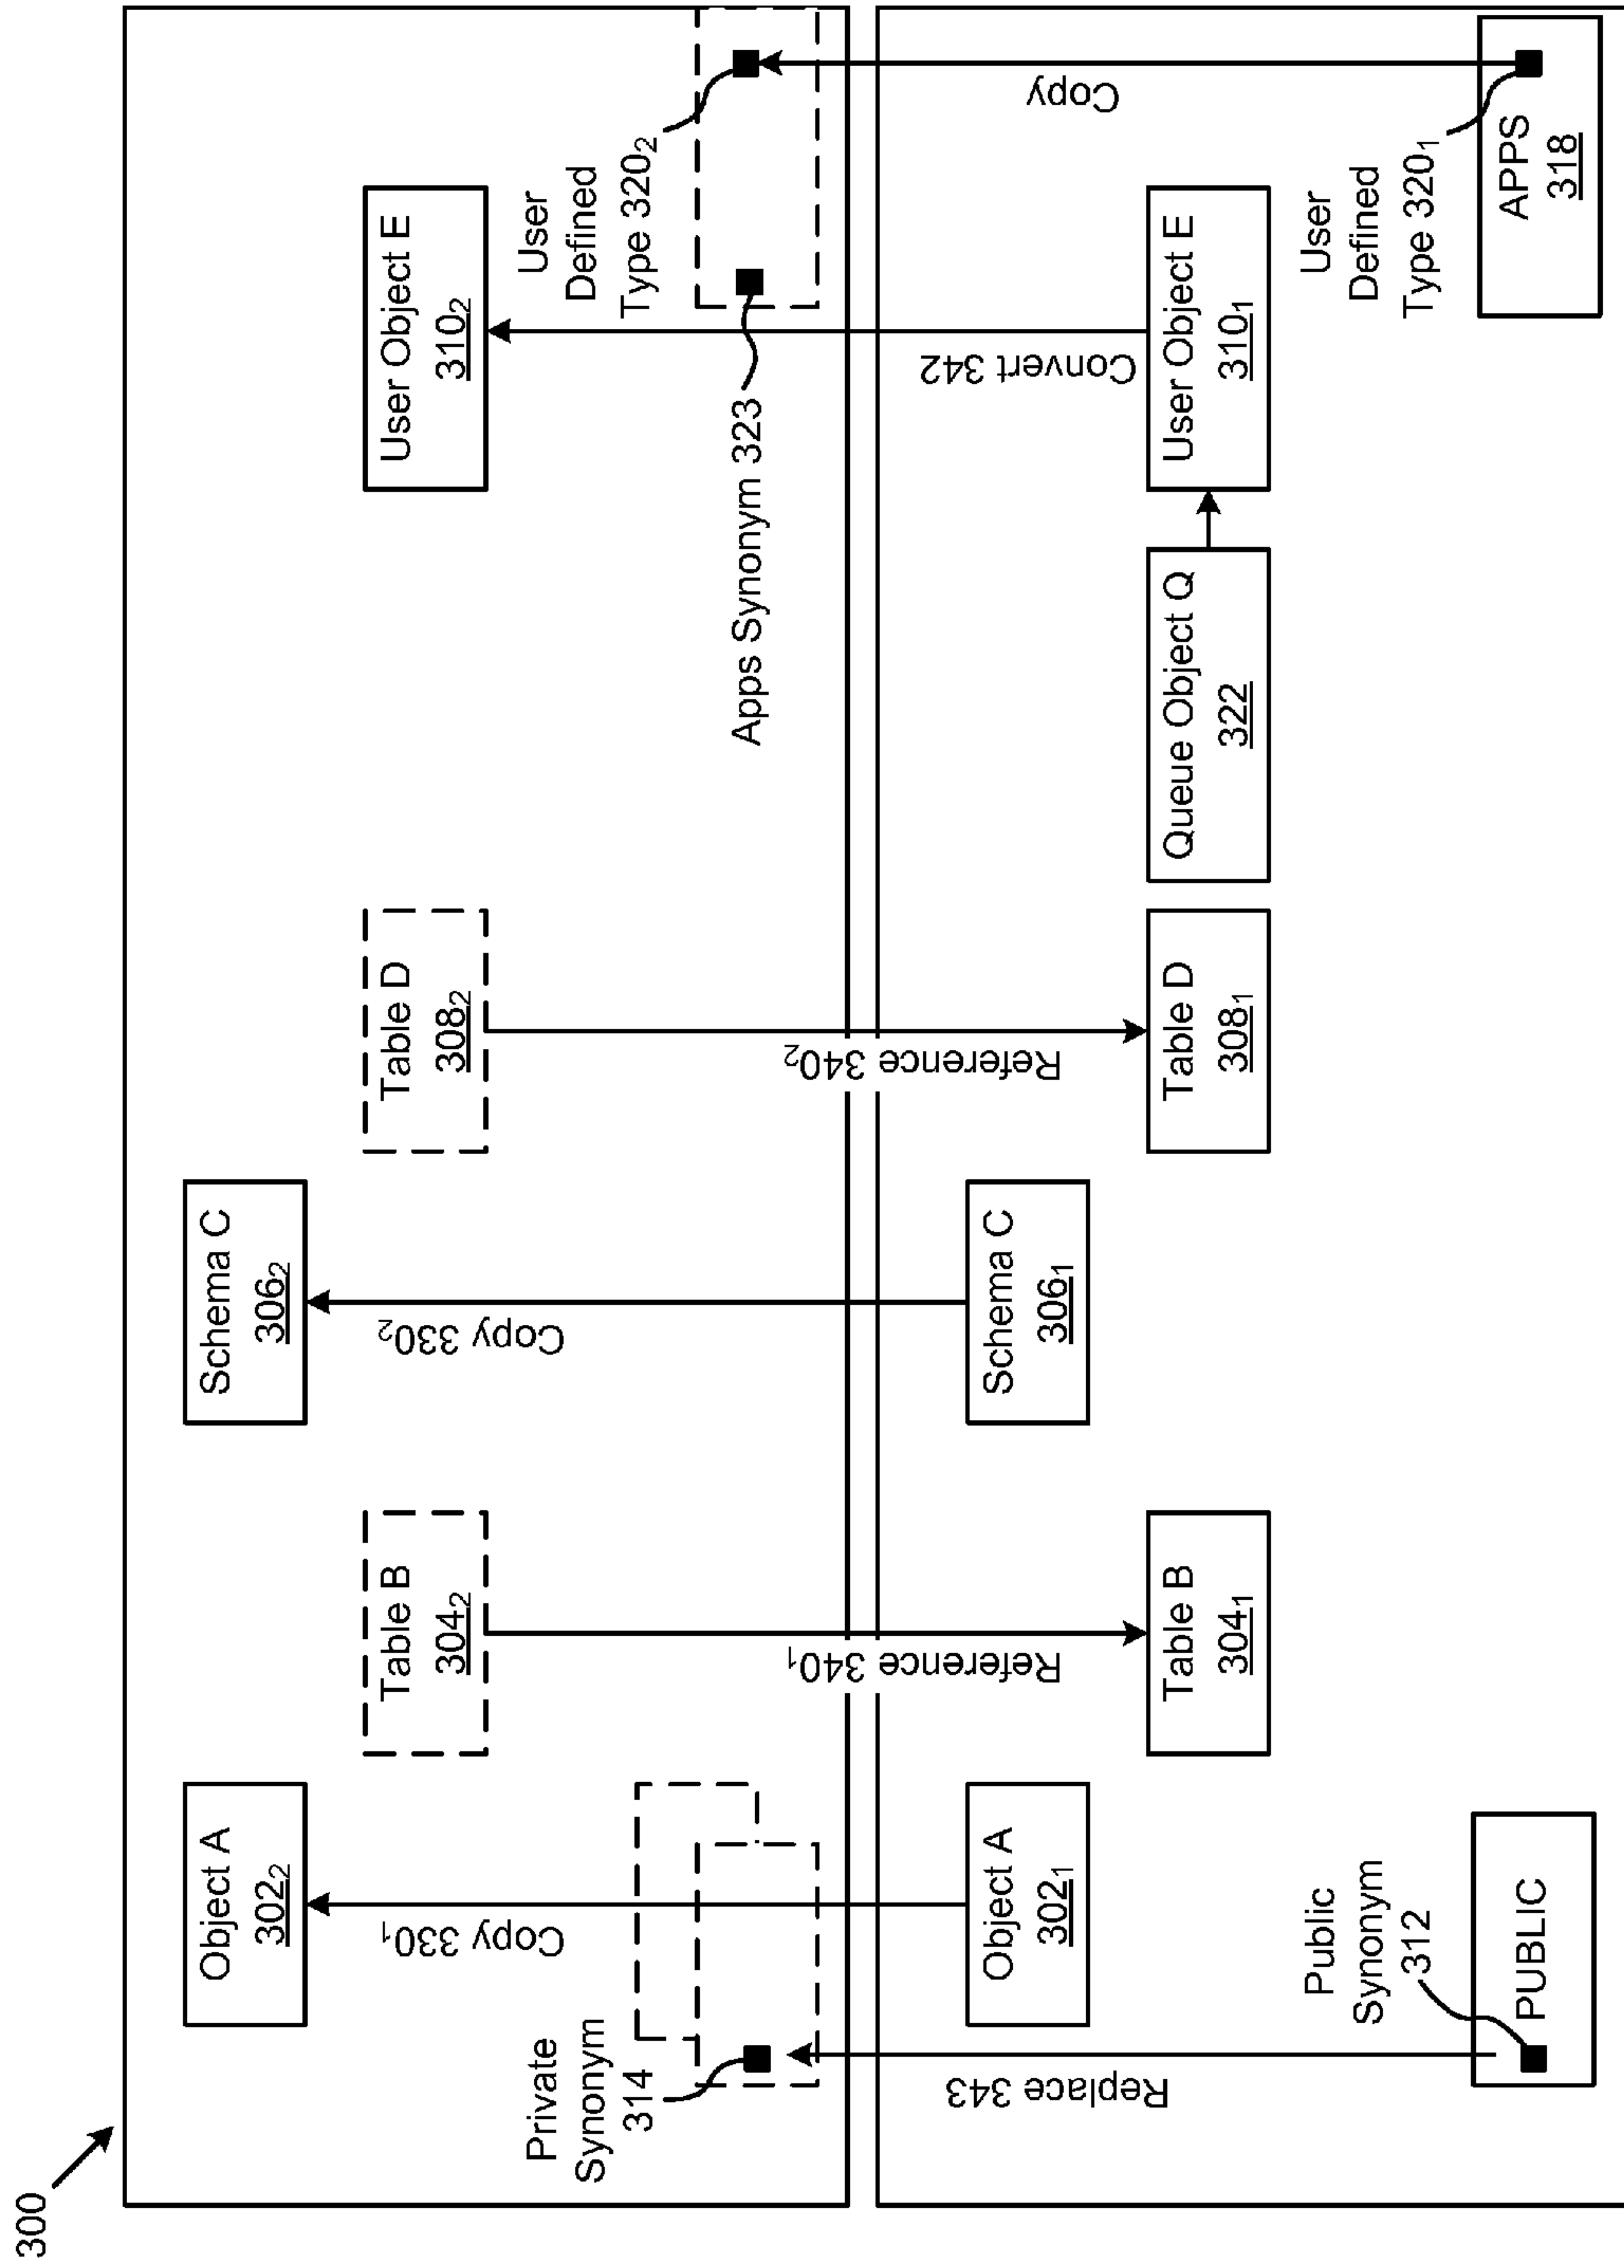 300
Object A
302₂
Table B
304₂
Schema C
306₂
Table D
308₂
User Object E
310₂
Copy 330₁
Copy 330₂
Private
Synonym
314
User
Defined
Type 320₂
Apps Synonym 323
Reference 340₁
Reference 340₂
Convert 342
Copy
Replace 343
Object A
302₁
Table B
304₁
Schema C
306₁
Table D
308₁
Queue Object Q
322
User Object E
310₁
Public
Synonym
312
PUBLIC
User
Defined
Type 320₁
APPS
318